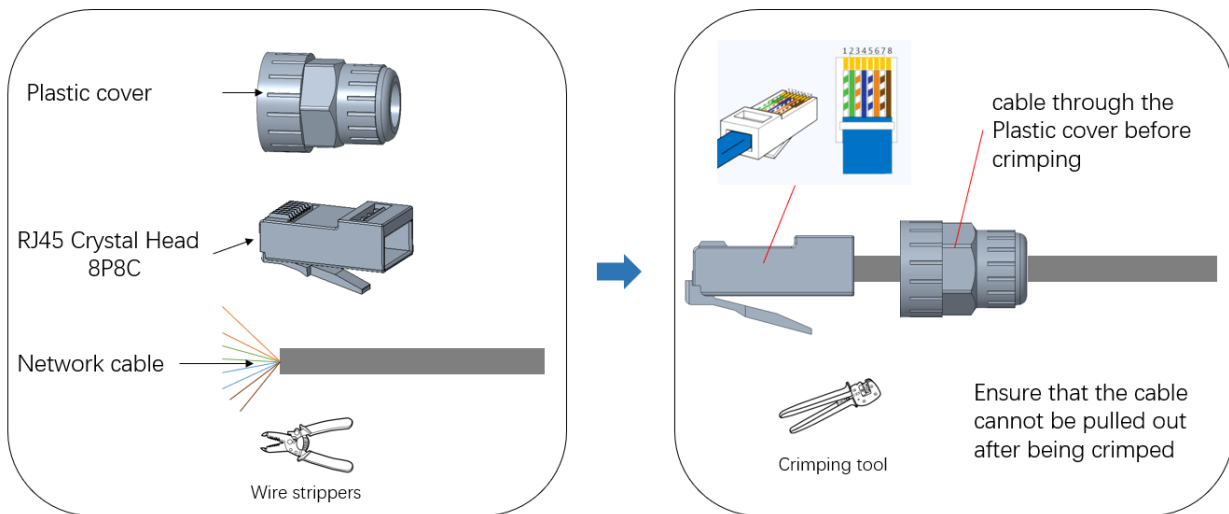 Plastic cover
RJ45 Crystal Head
8P8C
Network cable
Wire strippers
12345678
cable through the
Plastic cover before
crimping
Crimping tool
Ensure that the cable
cannot be pulled out
after being crimped